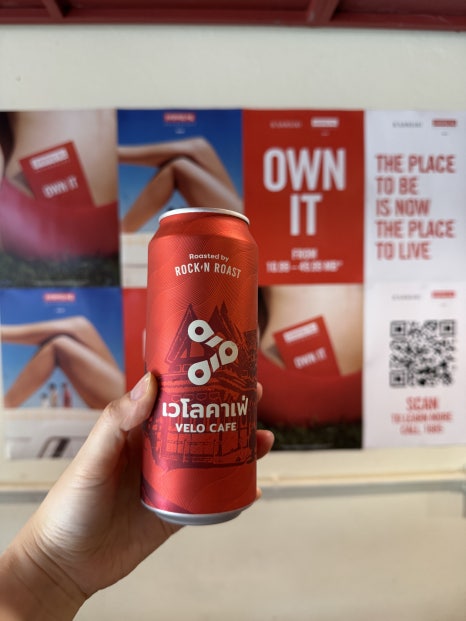 OWN IT
OWN
IT
FROM
THE PLACE
TO BE
IS NOW
THE PLACE
TO LIVE
Roasted by
ROCK'N ROAST
เวโลคาเฟ่
VELO CAFE
OWN IT
SCAN
TO LEARN MORE